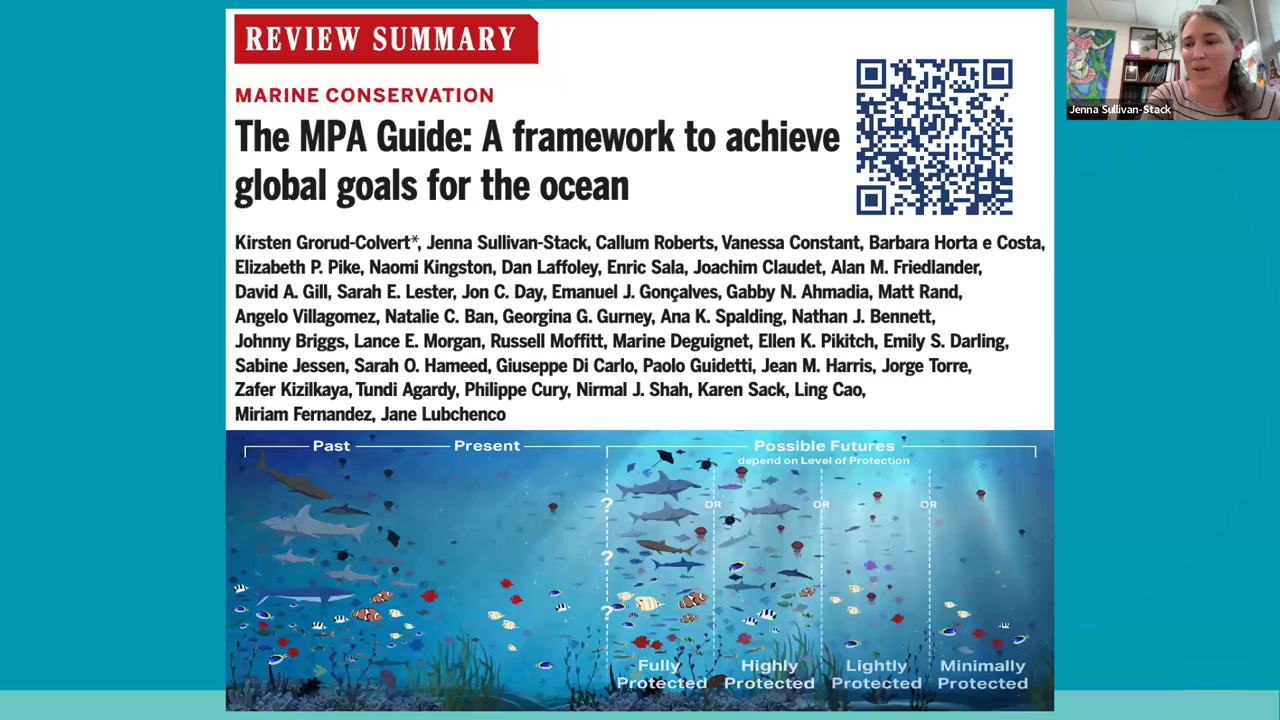 REVIEW SUMMARY
MARINE CONSERVATION
The MPA Guide: A framework to achieve
global goals for the ocean
Kirsten Grorud-Colvert*, Jenna Sullivan-Stack, Callum Roberts, Vanessa Constant, Barbara Horta e Costa,
Elizabeth P. Pike, Naomi Kingston, Dan Laffoley, Enric Sala, Joachim Claudet, Alan M. Friedlander,
David A. Gill, Sarah E. Lester, Jon C. Day, Emanuel J. Gonçalves, Gabby N. Ahmadia, Matt Rand,
Angelo Villagomez, Natalie C. Ban, Georgina G. Gurney, Ana K. Spalding, Nathan J. Bennett,
Johnny Briggs, Lance E. Morgan, Russell Moffitt, Marine Deguignet, Ellen K. Pikitch, Emily S. Darling,
Sabine Jessen, Sarah O. Hameed, Giuseppe Di Carlo, Paolo Guidetti, Jean M. Harris, Jorge Torre,
Zafer Kizilkaya, Tundi Agardy, Philippe Cury, Nirmal J. Shah, Karen Sack, Ling Cao,
Miriam Fernandez, Jane Lubchenco
Past Present Possible Futures
depend on Level of Protection
? OR OR OR
?
?
Fully Protected
Highly Protected
Lightly Protected
Minimally Protected
Jenna Sullivan-Stack